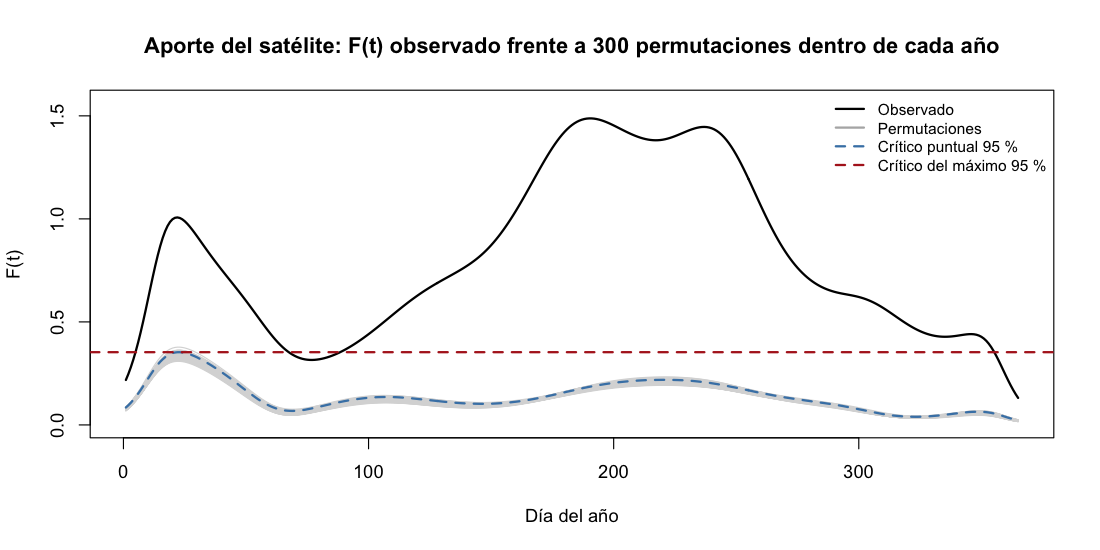 Aporte del satélite: F(t) observado frente a 300 permutaciones dentro de cada año
Observado
Permutaciones
Crítico puntual 95 %
Crítico del máximo 95 %
F(t)
1.5
1.0
0.5
0.0
0 100 200 300
Día del año